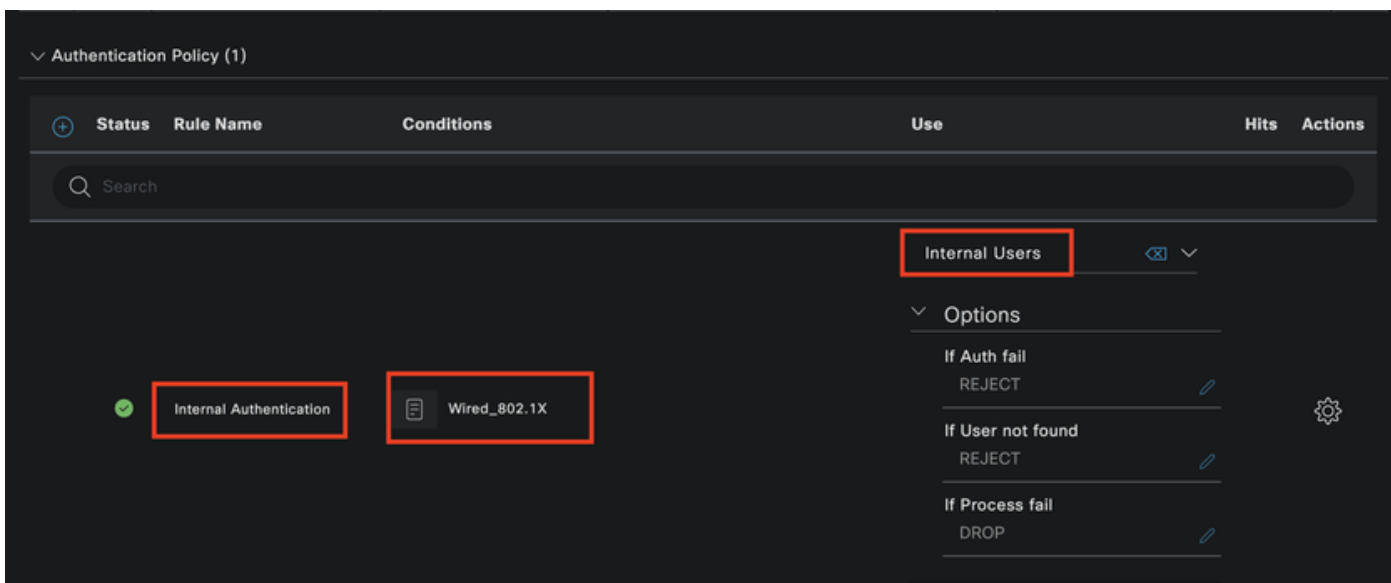 Authentication Policy (1)
Status Rule Name Conditions Use Hits Actions
Search
Internal Users
Options
If Auth fail
REJECT
Internal Authentication Wired_802.1X
If User not found
REJECT
If Process fail
DROP